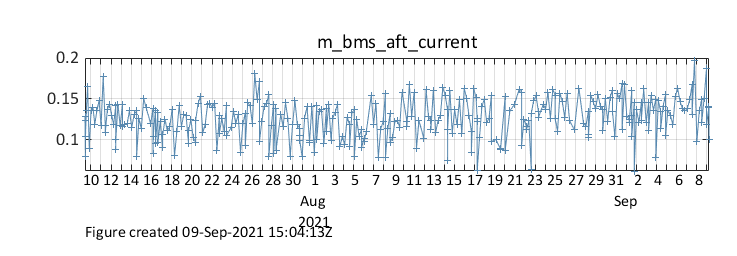 m_bms_aft_current
0.2
0.15
0.1
10 12 14 16 18 20 22 24 26 28 30 1 3 5 7 9 11 13 15 17 19 21 23 25 27 29 31 2 4 6 8
Aug Sep
2021
Figure created 09-Sep-2021 15:04:13Z